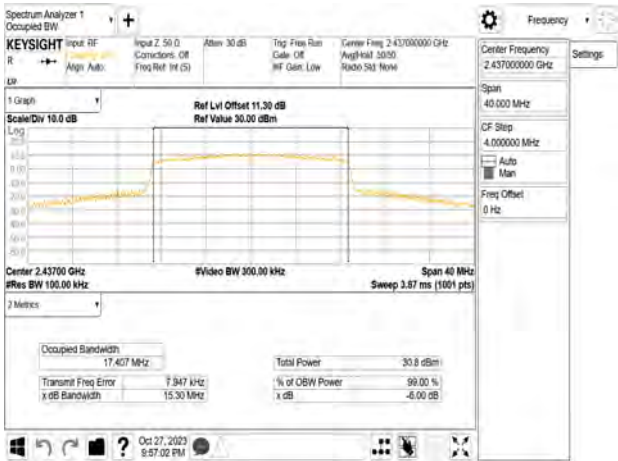 Spectrum Analyzer 1
Occupied BW
+
Frequency
KEYSIGHT
R
Input: RF
Align: Auto
Input Z: 50 Ω
Corrections: Off
Freq Ref: Int (S)
Atten: 30 dB
Trig: Free Run
Gate: Off
#IF Gain: Low
Center Freq: 2.437000000 GHz
Avg|Hold: 50/50
Radio Std: None
Center Frequency
2.437000000 GHz
Settings
Span
40.000 MHz
CF Step
4.000000 MHz
Auto
Man
Freq Offset
0 Hz
1 Graph
Scale/Div 10.0 dB
Ref Lvl Offset 11.30 dB
Ref Value 30.00 dBm
Log
Center 2.43700 GHz
#Res BW 100.00 kHz
#Video BW 300.00 kHz
Span 40 MHz
Sweep 3.87 ms (1001 pts)
2 Metrics
Occupied Bandwidth
17.407 MHz
Total Power
30.8 dBm
Transmit Freq Error
7.947 kHz
% of OBW Power
99.00 %
x dB Bandwidth
15.30 MHz
x dB
-6.00 dB
?
Oct 27, 2023
9:57:02 PM